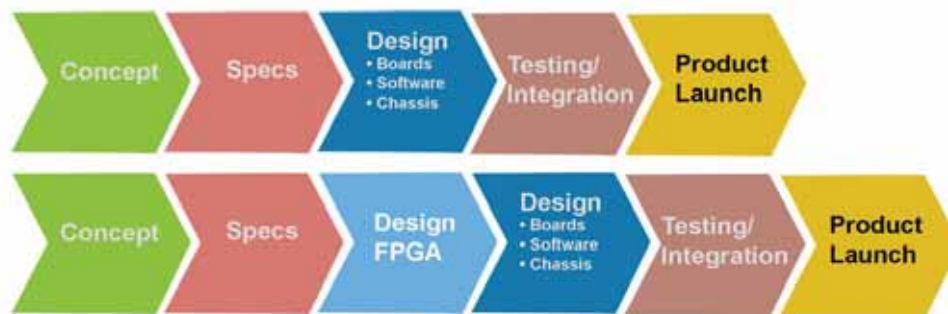 Concept
Specs
Design
• Boards
• Software
• Chassis
Testing/
Integration
Product
Launch
Concept
Specs
Design
FPGA
Design
• Boards
• Software
• Chassis
Testing/
Integration
Product
Launch